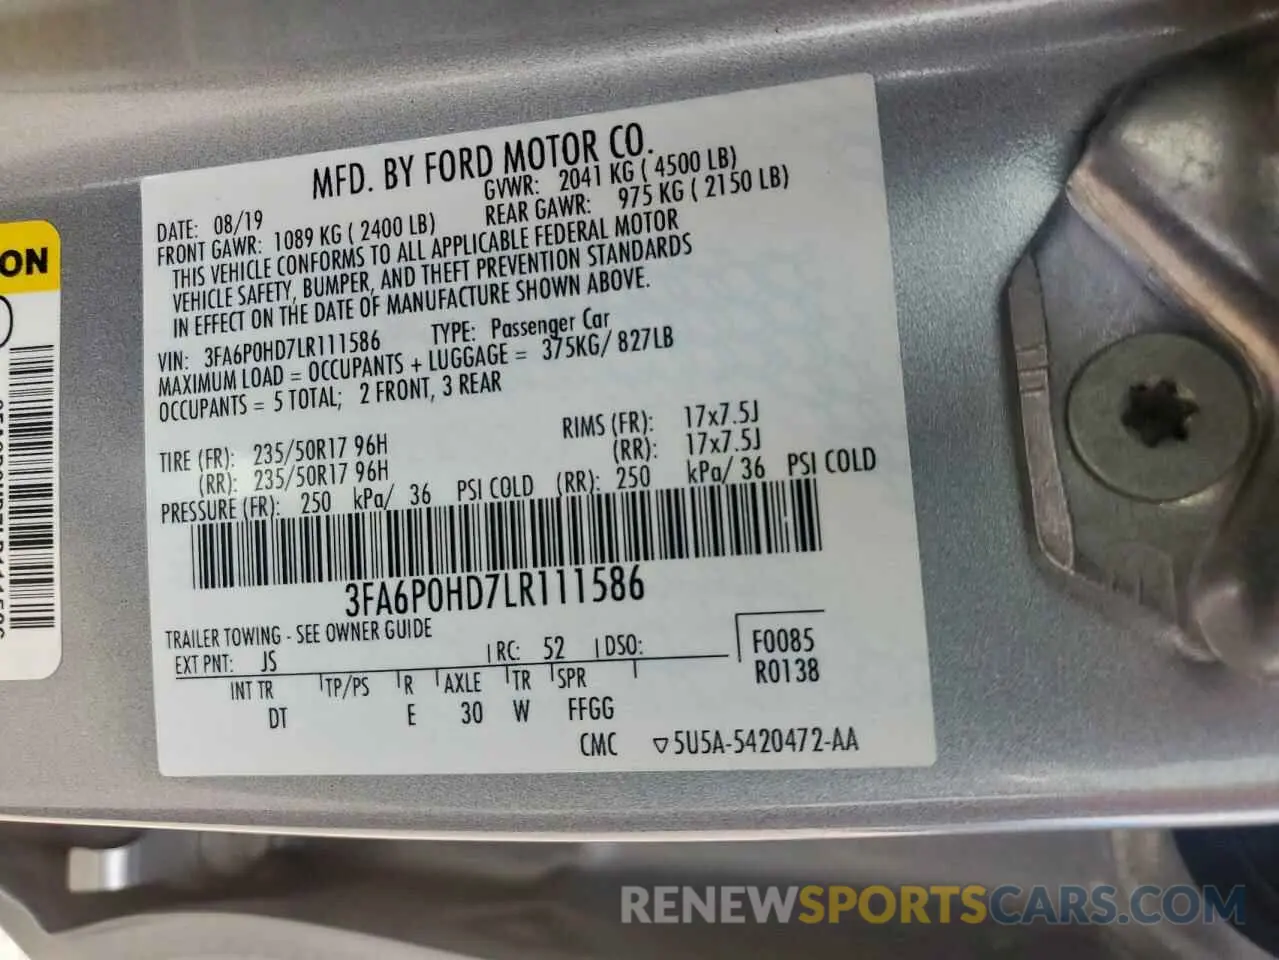 MFD. BY FORD MOTOR CO.
DATE: 08/19 GVWR: 2041 KG ( 4500 LB)
FRONT GAWR: 1089 KG ( 2400 LB) REAR GAWR: 975 KG ( 2150 LB)
THIS VEHICLE CONFORMS TO ALL APPLICABLE FEDERAL MOTOR
VEHICLE SAFETY, BUMPER, AND THEFT PREVENTION STANDARDS
IN EFFECT ON THE DATE OF MANUFACTURE SHOWN ABOVE.
VIN: 3FA6P0HD7LR111586 TYPE: Passenger Car
MAXIMUM LOAD = OCCUPANTS + LUGGAGE = 375KG/ 827LB
OCCUPANTS = 5 TOTAL; 2 FRONT, 3 REAR
TIRE (FR): 235/50R17 96H RIMS (FR): 17x7.5J
(RR): 235/50R17 96H (RR): 17x7.5J
PRESSURE (FR): 250 kPa/ 36 PSI COLD (RR): 250 kPa/ 36 PSI COLD
3FA6P0HD7LR111586
TRAILER TOWING - SEE OWNER GUIDE
EXT PNT: JS RC: 52 DSO: F0085
R0138
INT TR TP/PS R AXLE TR SPR
DT E 30 W FFGG
CMC ▽5U5A-5420472-AA
ON
RENEWSPORTSCARS.COM